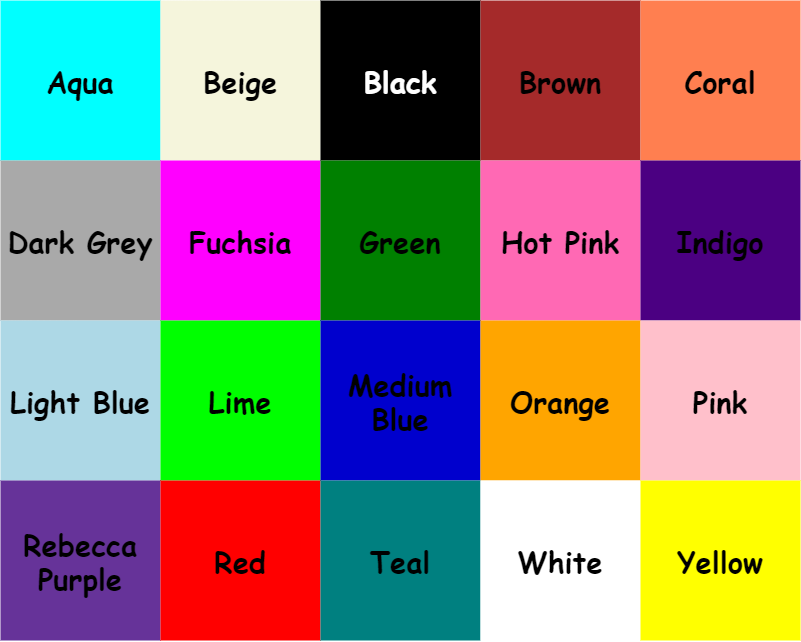 Aqua
Beige
Black
Brown
Coral
Dark Grey
Fuchsia
Green
Hot Pink
Indigo
Light Blue
Lime
Medium
Blue
Orange
Pink
Rebecca
Purple
Red
Teal
White
Yellow